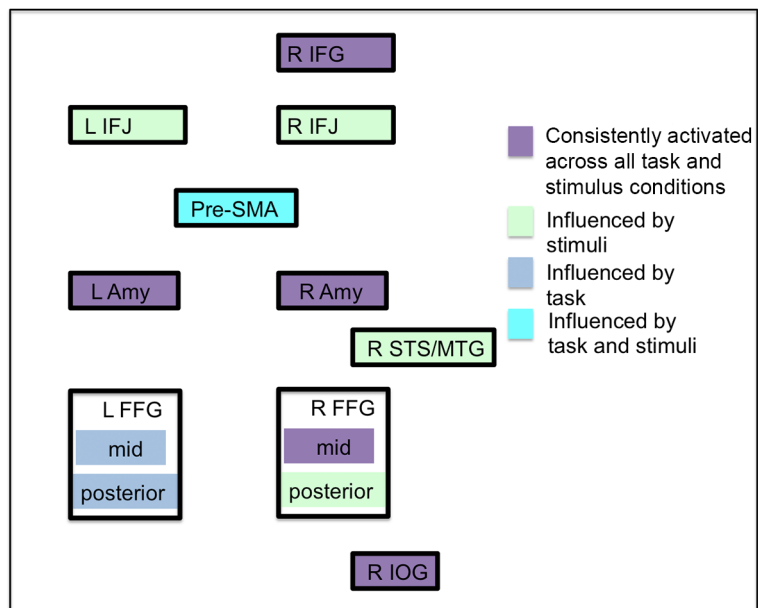 R IFG
L IFJ
R IFJ
Pre-SMA
L Amy
R Amy
R STS/MTG
L FFG
mid
posterior
R FFG
mid
posterior
R IOG
Consistently activated
across all task and
stimulus conditions
Influenced by
stimuli
Influenced by
task
Influenced by
task and stimuli